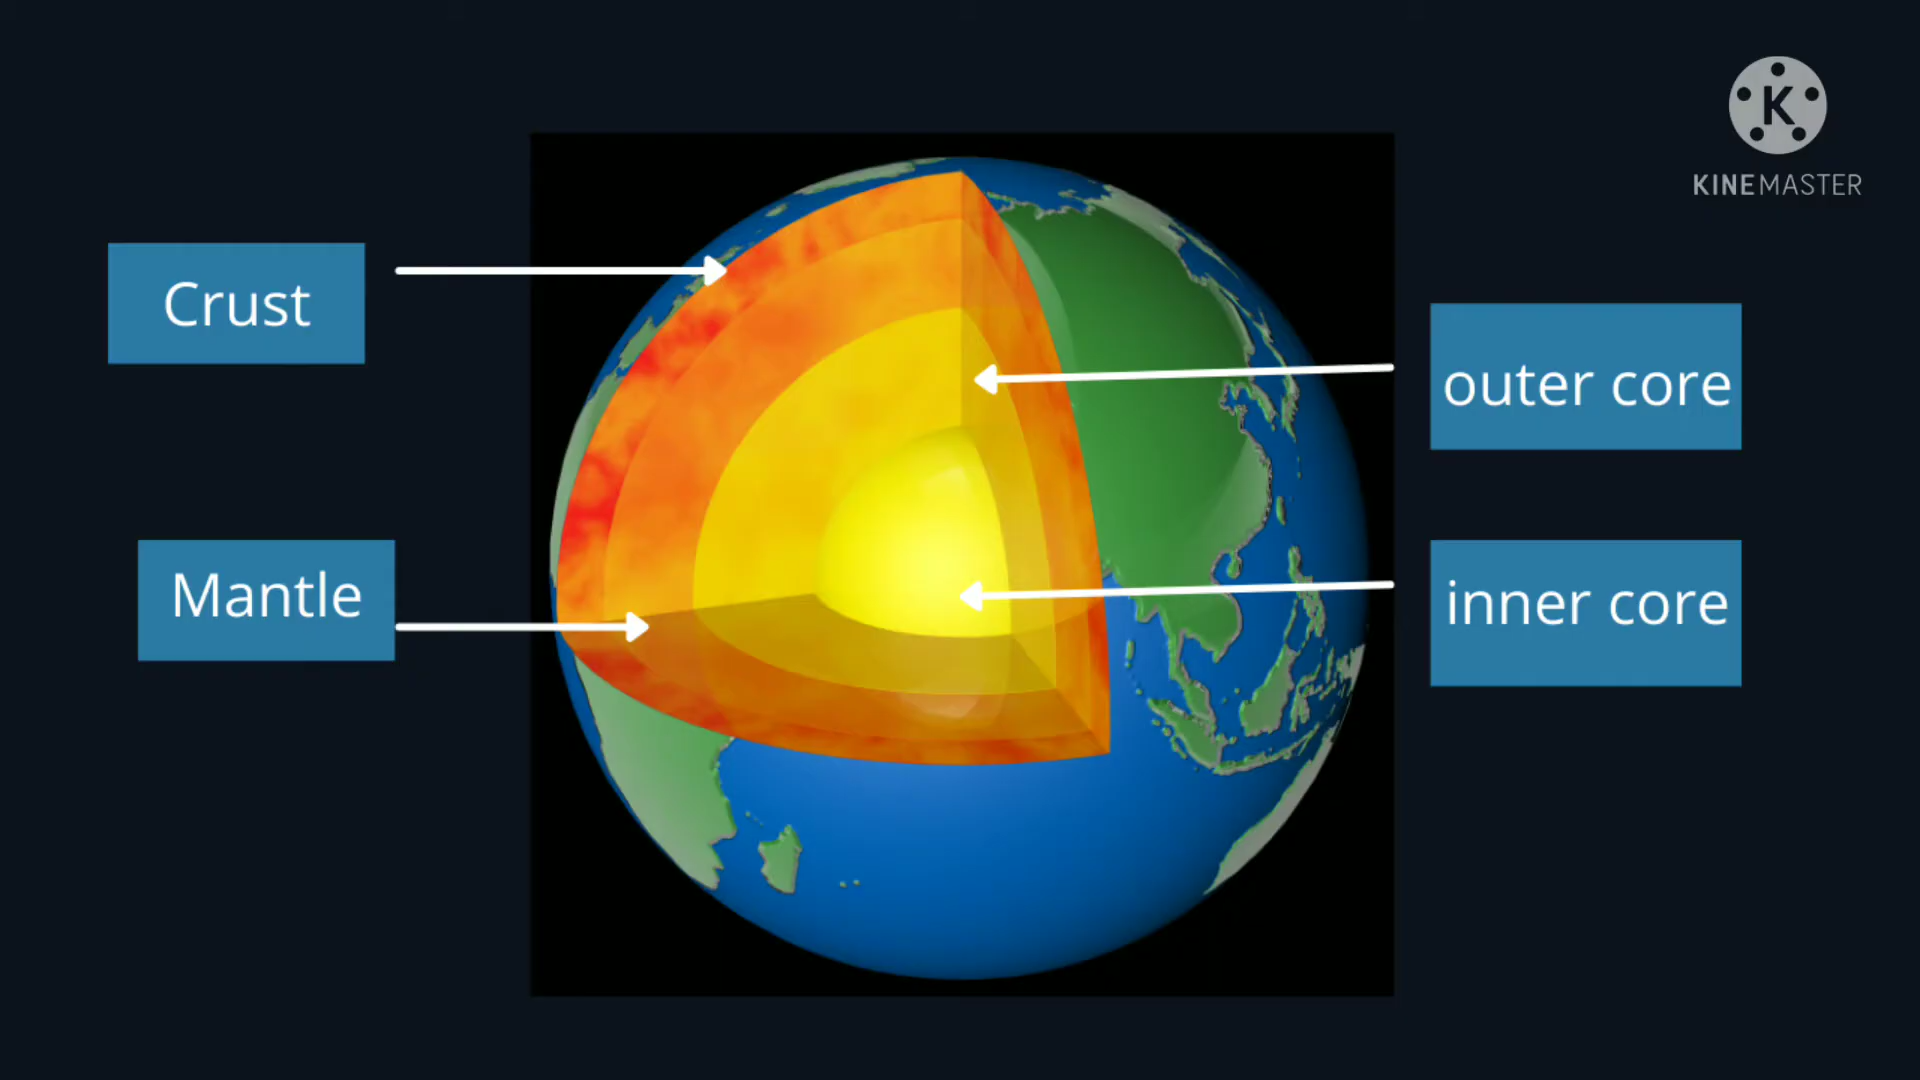 K
KINEMASTER
Crust
outer core
Mantle
inner core